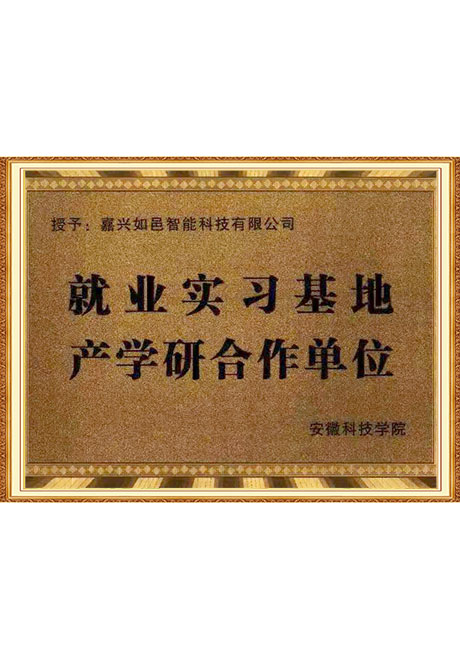 授予：嘉兴如邑智能科技有限公司
就业实习基地
产学研合作单位
安徽科技学院